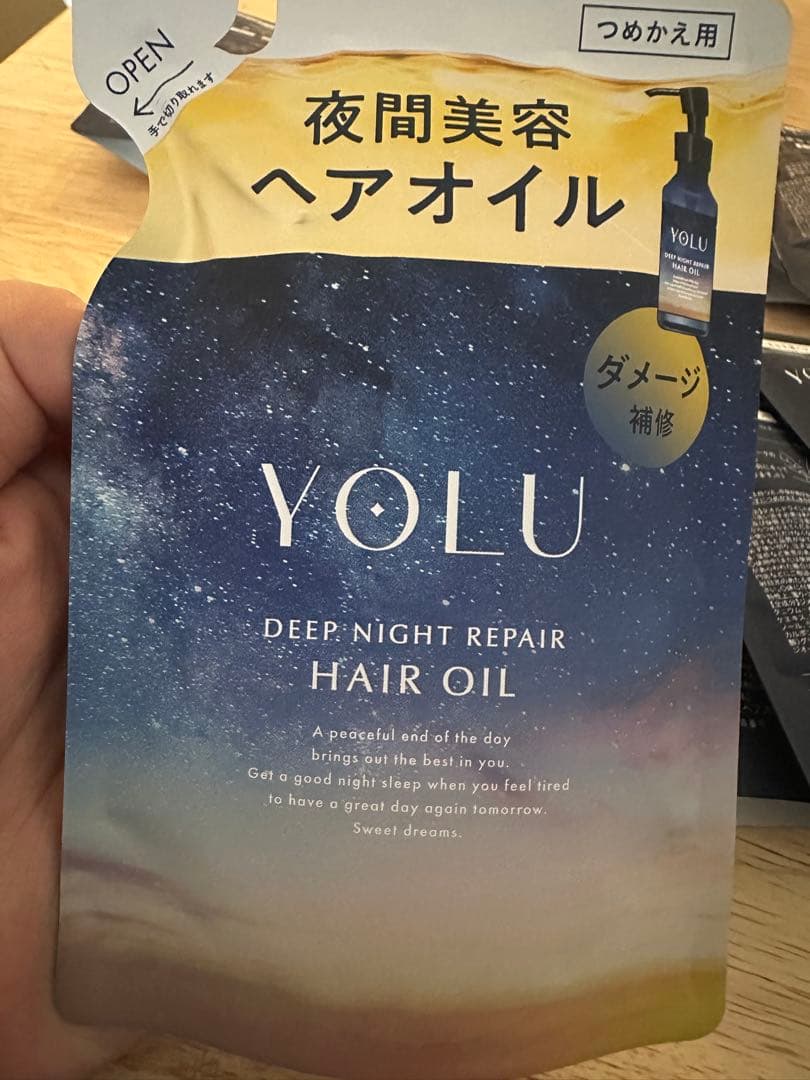 つめかえ用
OPEN
手で切り取れます
夜間美容
ヘアオイル
YOLU
DEEP NIGHT REPAIR
HAIR OIL
ダメージ
補修
YOLU
DEEP NIGHT REPAIR
HAIR OIL
A peaceful end of the day
brings out the best in you.
Get a good night sleep when you feel tired
to have a great day again tomorrow.
Sweet dreams.